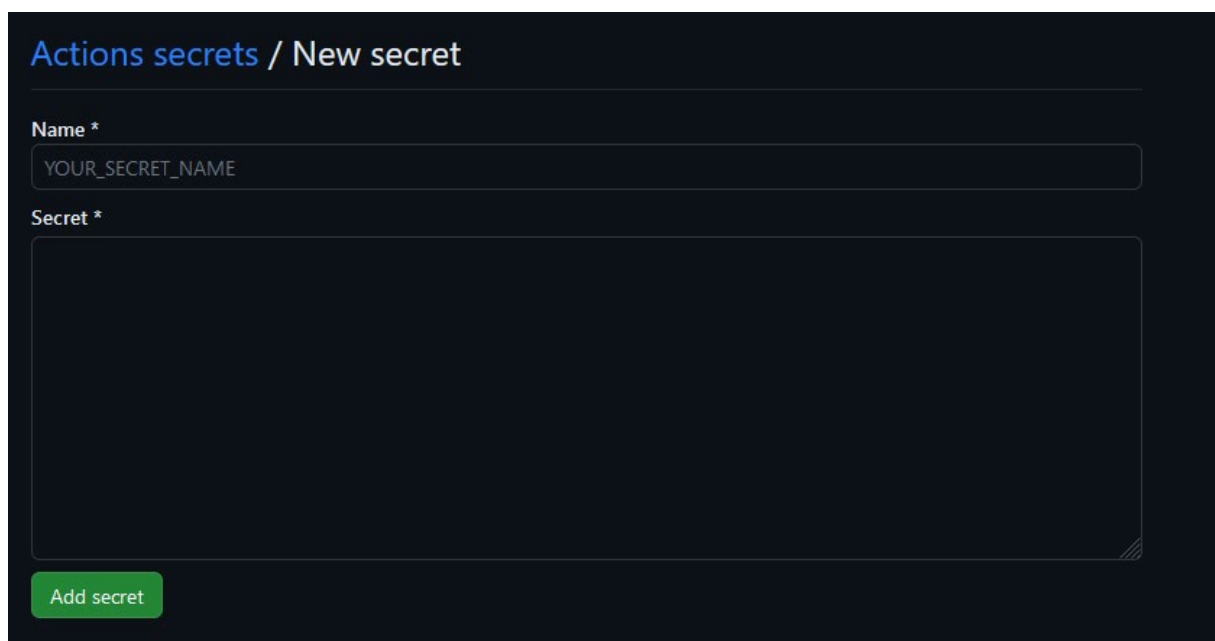 Actions secrets / New secret
Name *
YOUR_SECRET_NAME
Secret *
Add secret